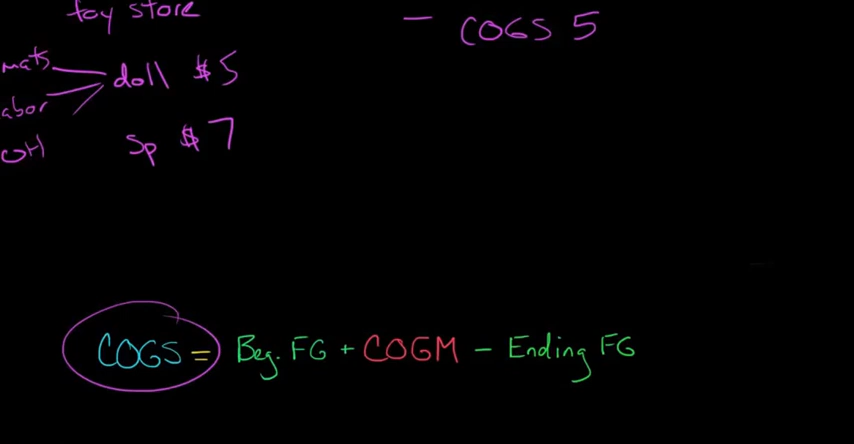 toy store
— COGS 5
mats
doll $5
abor
OH
Sp $7
COGS = Beg. FG + COGM - Ending FG